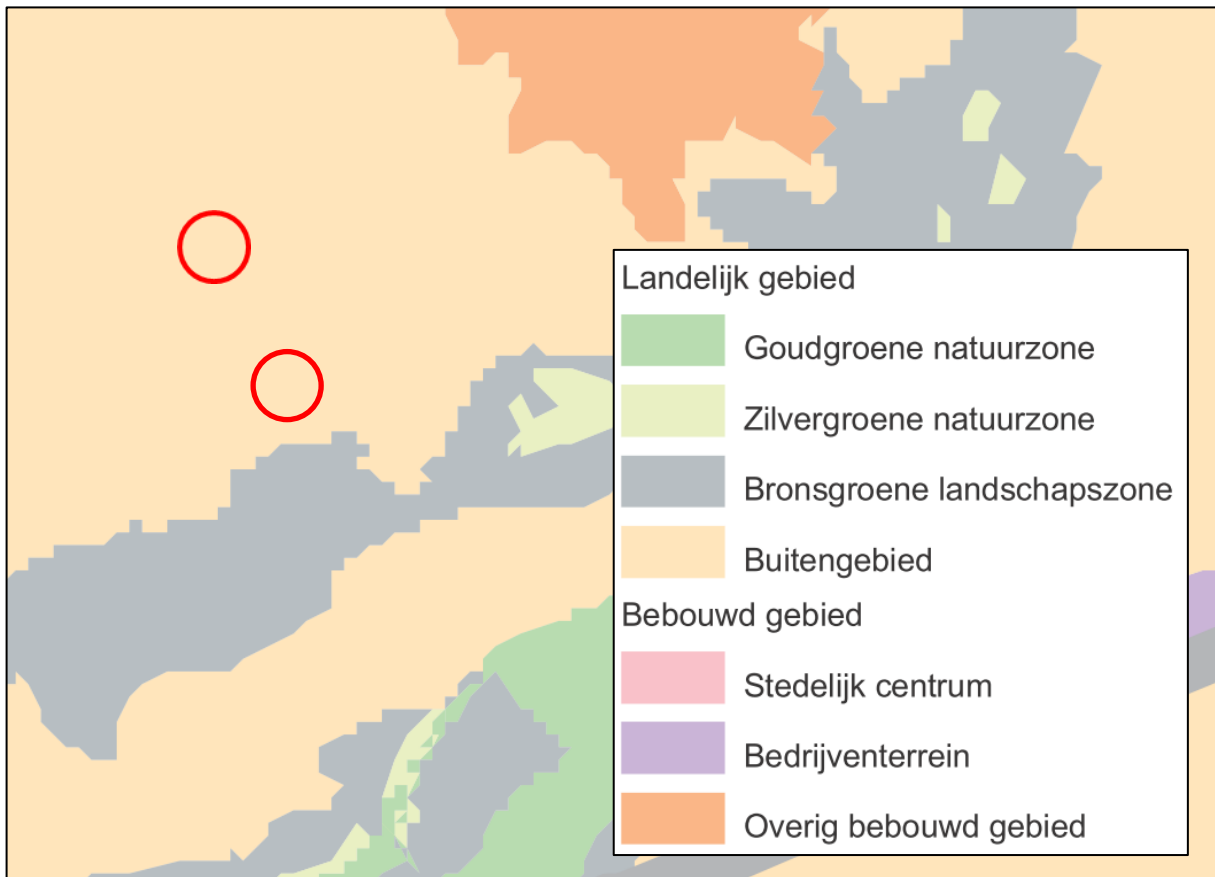 Landelijk gebied
Goudgroene natuurzone
Zilvergroene natuurzone
Bronsgroene landschapszone
Buitengebied
Bebouwd gebied
Stedelijk centrum
Bedrijventerrein
Overig bebouwd gebied